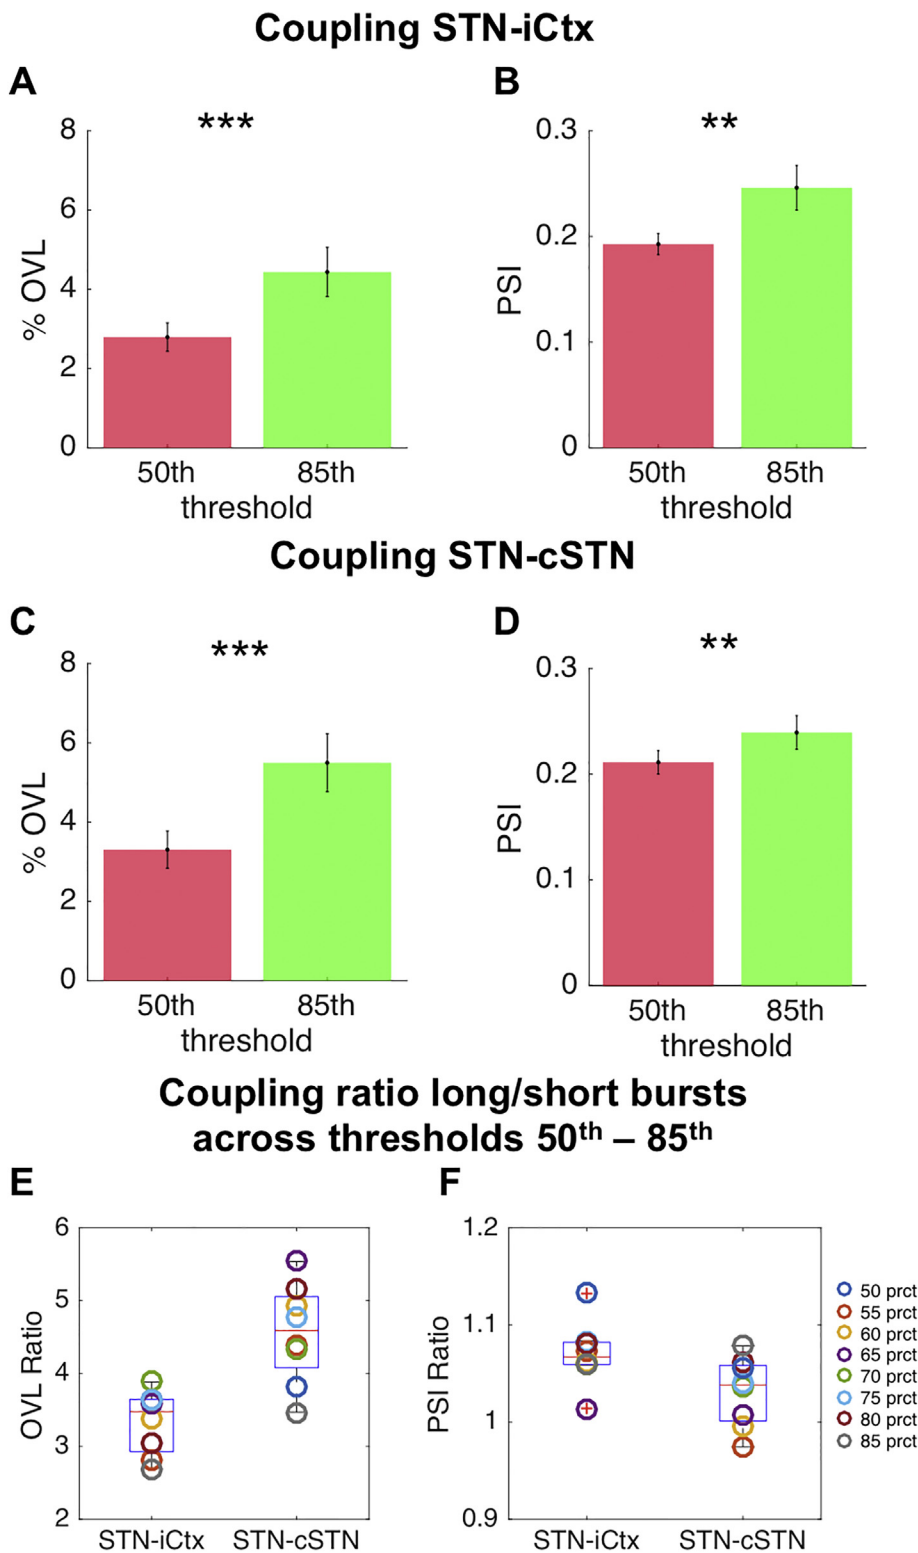 Coupling STN-iCtx
A
B
***
**
8
6
4
2
0
% OVL
50th
85th
threshold
0.3
0.2
0.1
0
PSI
50th
85th
threshold
Coupling STN-cSTN
C
D
***
**
8
6
4
2
0
% OVL
50th
85th
threshold
0.3
0.2
0.1
0
PSI
50th
85th
threshold
Coupling ratio long/short bursts
across thresholds 50th – 85th
E
F
6
5
4
3
2
OVL Ratio
STN-iCtx
STN-cSTN
1.2
1.1
1
0.9
PSI Ratio
STN-iCtx
STN-cSTN
50 prct
55 prct
60 prct
65 prct
70 prct
75 prct
80 prct
85 prct